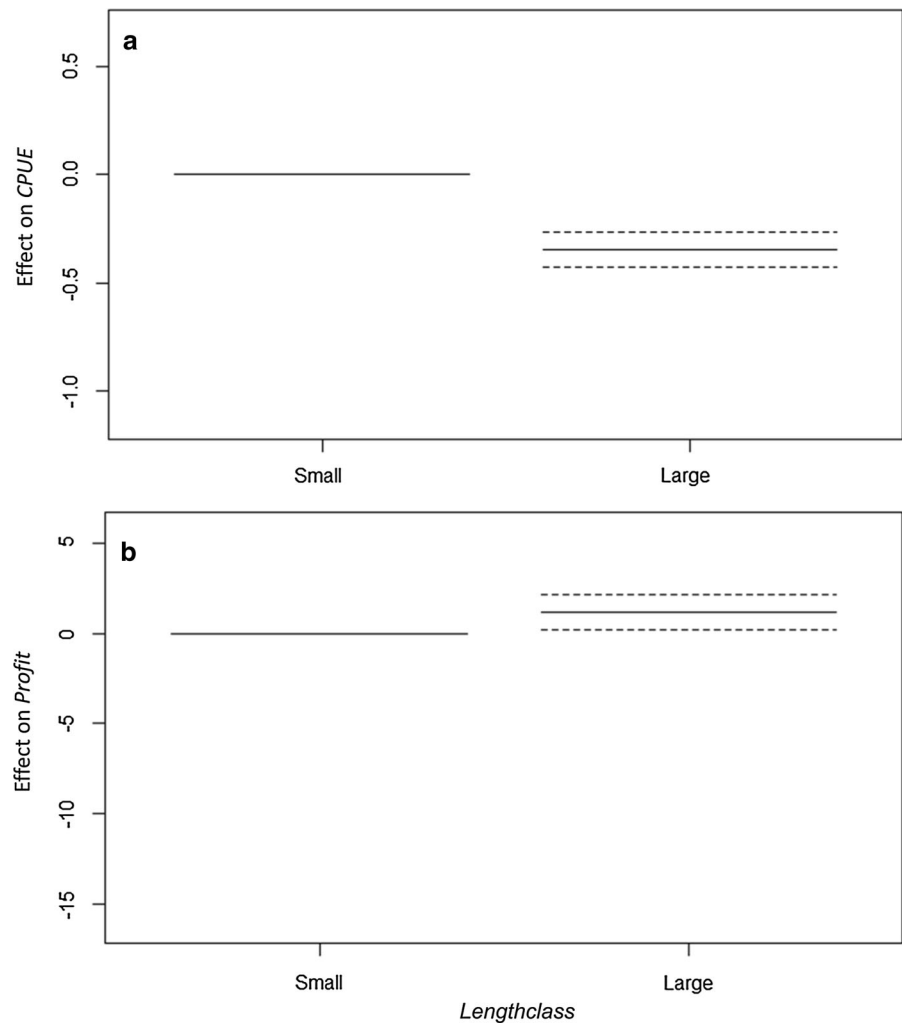 a
Effect on CPUE
0.5
0.0
-0.5
-1.0
Small Large
b
Effect on Profit
5
0
-5
-10
-15
Small Large
Lengthclass